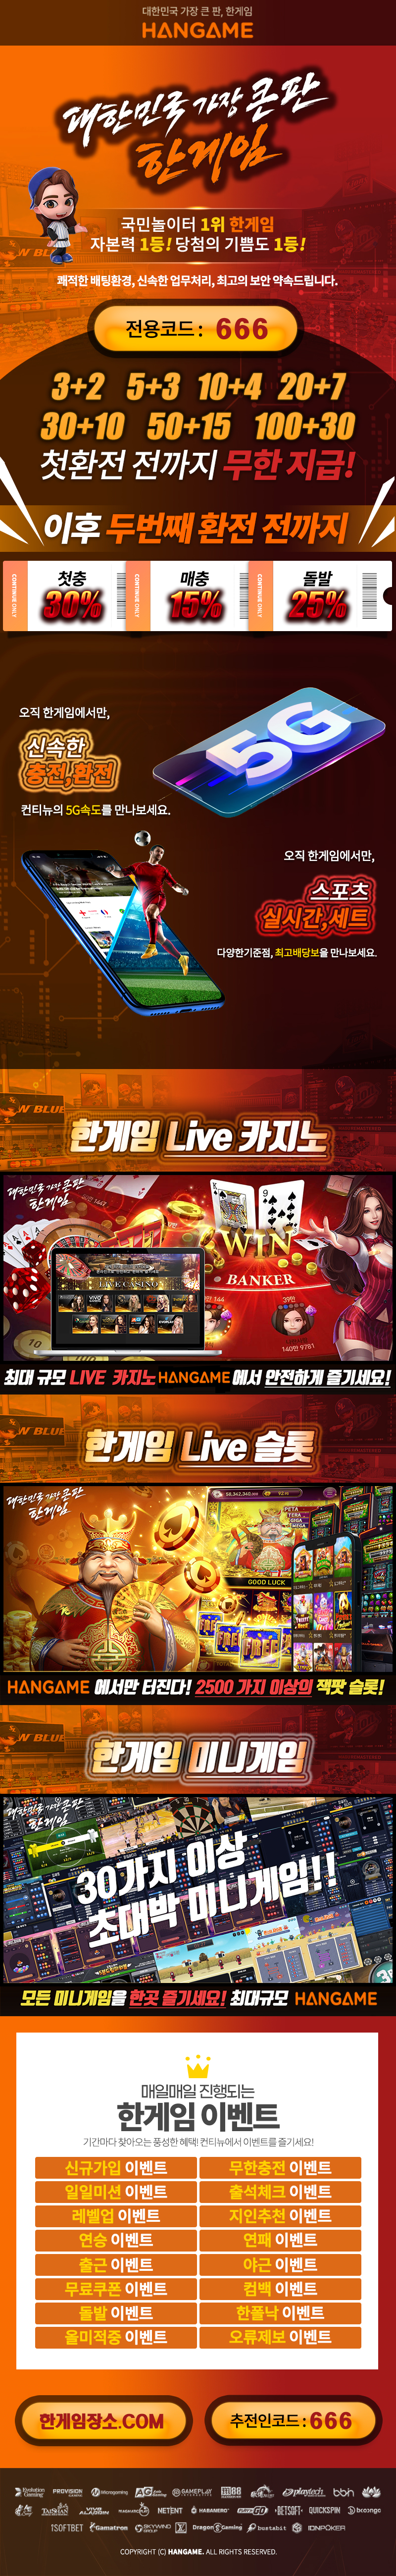 대한민국 가장 큰 판, 한게임
HANGAME
대한민국 가장 큰판
한게임
국민놀이터 1위 한게임
자본력 1등! 당첨의 기쁨도 1등!
쾌적한 배팅환경, 신속한 업무처리, 최고의 보안 약속드립니다.
전용코드 : 666
3+2 5+3 10+4 20+7
30+10 50+15 100+30
첫환전 전까지 무한 지급!
이후 두번째 환전 전까지
CONTINUE ONLY
첫충
30%
CONTINUE ONLY
매충
15%
CONTINUE ONLY
돌발
25%
오직 한게임에서만,
신속한
충전,환전
컨티뉴의 5G속도를 만나보세요.
5G
오직 한게임에서만,
스포츠
실시간,세트
다양한기준점, 최고배당보을 만나보세요.
한게임 Live 카지노
대한민국 가장 큰판
한게임
WIN
BANKER
LIVE CASINO
39만
140만 9781
최대 규모 LIVE 카지노 HANGAME 에서 안전하게 즐기세요!
한게임 Live 슬롯
대한민국 가장 큰판
한게임
GOOD LUCK
FREE
HANGAME 에서만 터진다! 2500 가지 이상의 잭팟 슬롯!
한게임 미니게임
대한민국 가장 큰판
한게임
30가지 이상
초대박 미니게임!!
모든 미니게임을 한곳 즐기세요! 최대규모 HANGAME
매일매일 진행되는
한게임 이벤트
기간마다 찾아오는 풍성한 혜택! 컨티뉴에서 이벤트를 즐기세요!
신규가입 이벤트 무한충전 이벤트
일일미션 이벤트 출석체크 이벤트
레벨업 이벤트 지인추천 이벤트
연승 이벤트 연패 이벤트
출근 이벤트 야근 이벤트
무료쿠폰 이벤트 컴백 이벤트
돌발 이벤트 한폴낙 이벤트
올미적중 이벤트 오류제보 이벤트
한게임장소.COM 추전인코드 : 666
Evolution Gaming PROVISION GAMING Microgaming AG GAMEPLAY playtech bbin
TAISHAN VIVO NETENT HABANERO PLAY'n GO BETSOFT QUICKSPIN booongo
1SOFTBET Gamatron SKYWIND GROUP Dragon Gaming bustabit IDNPOKER
COPYRIGHT (C) HANGAME. ALL RIGHTS RESERVED.